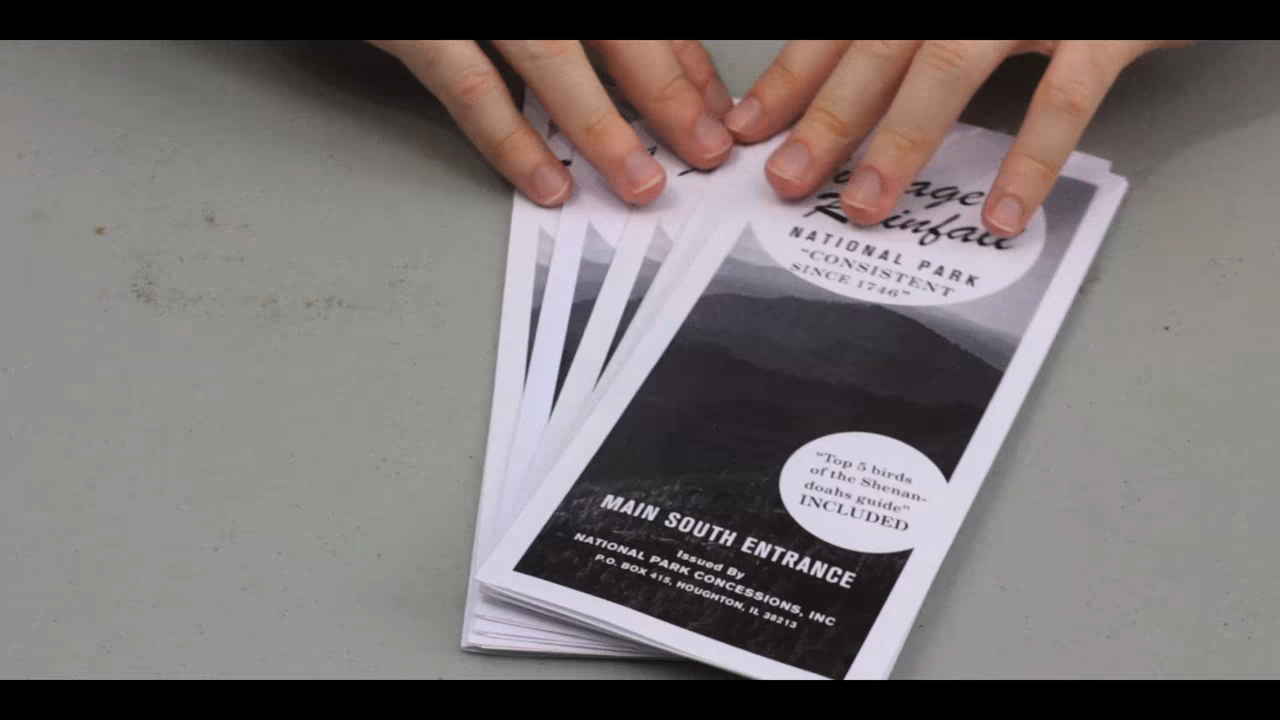 Rainfall
NATIONAL PARK
"CONSISTENT
SINCE 1746"
"Top 5 birds
of the Shenan-
doahs guide"
INCLUDED
MAIN SOUTH ENTRANCE
Issued By
NATIONAL PARK CONCESSIONS, INC
P.O. BOX 415, HOUGHTON, IL 38213